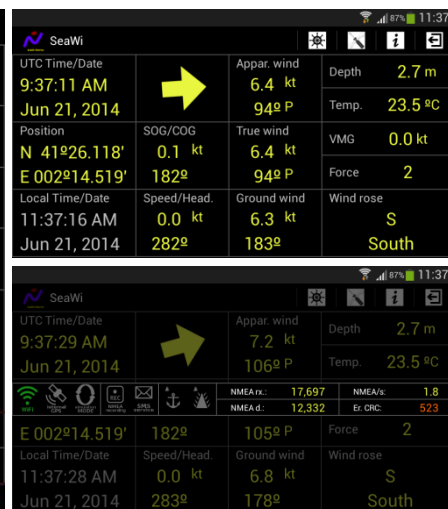 87% 11:37
SeaWi
UTC Time/Date
9:37:11 AM
Jun 21, 2014
Appar. wind
6.4 kt
94º P
Depth 2.7 m
Temp. 23.5 ºC
Position
N 41º26.118'
E 002º14.519'
SOG/COG
0.1 kt
182º
True wind
6.4 kt
94º P
VMG 0.0 kt
Force 2
Local Time/Date
11:37:16 AM
Jun 21, 2014
Speed/Head.
0.0 kt
282º
Ground wind
6.3 kt
183º
Wind rose
S
South
87% 11:37
SeaWi
UTC Time/Date
9:37:29 AM
Jun 21, 2014
Appar. wind
7.2 kt
106º P
Depth 2.7 m
Temp. 23.5 ºC
WiFi
GPS
MODE
REC
SMS
NMEA rx.: 17,697
NMEA/s: 1.8
NMEA d.: 12,332
Er. CRC: 523
E 002º14.519'
182º
105º P
Force 2
Local Time/Date
11:37:28 AM
Jun 21, 2014
Speed/Head.
0.0 kt
283º
Ground wind
6.8 kt
178º
Wind rose
S
South